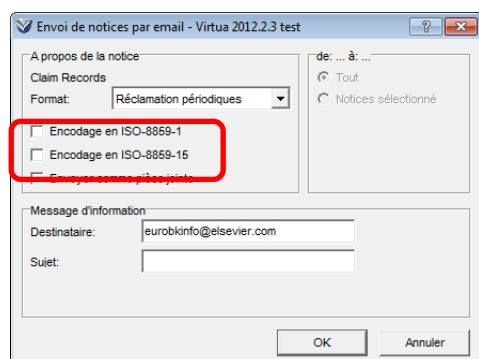 Envoi de notices par email - Virtua 2012.2.3 test
A propos de la notice
Claim Records
Format: Réclamation périodiques
Encodage en ISO-8859-1
Encodage en ISO-8859-15
Envoyer comme pièce jointe
de: ... à: ...
Tout
Notices sélectionné
Message d'information
Destinataire: eurobkinfo@elsevier.com
Sujet:
OK Annuler